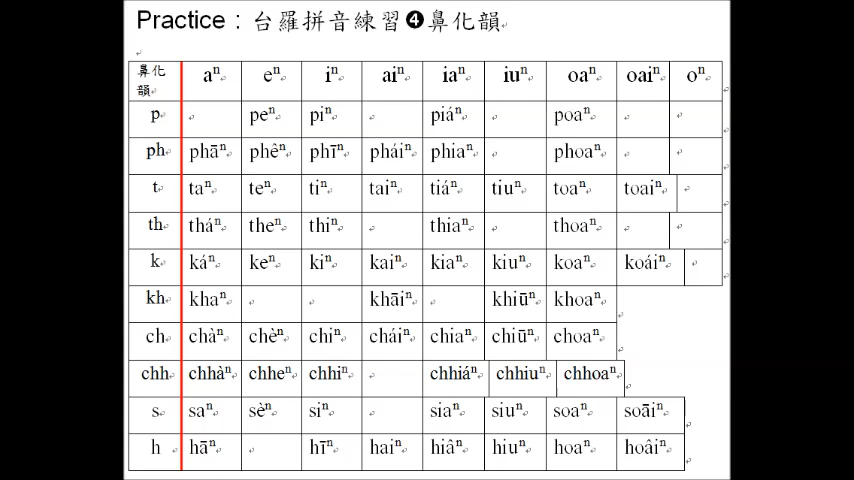 Practice：台羅拼音練習❹鼻化韻
鼻化韻 aⁿ eⁿ iⁿ aiⁿ iaⁿ iuⁿ oaⁿ oaiⁿ oⁿ
p peⁿ piⁿ piáⁿ poaⁿ
ph phāⁿ phêⁿ phīⁿ pháiⁿ phiaⁿ phoaⁿ
t taⁿ teⁿ tiⁿ taiⁿ tiáⁿ tiuⁿ toaⁿ toaiⁿ
th tháⁿ theⁿ thiⁿ thiaⁿ thoaⁿ
k káⁿ keⁿ kiⁿ kaiⁿ kiaⁿ kiuⁿ koaⁿ koáiⁿ
kh khaⁿ khāiⁿ khiūⁿ khoaⁿ
ch chàⁿ chèⁿ chiⁿ cháiⁿ chiaⁿ chiūⁿ choaⁿ
chh chhàⁿ chheⁿ chhiⁿ chhiáⁿ chhiuⁿ chhoaⁿ
s saⁿ sèⁿ siⁿ siaⁿ siuⁿ soaⁿ soāiⁿ
h hāⁿ hīⁿ haiⁿ hiâⁿ hiuⁿ hoaⁿ hoâiⁿ